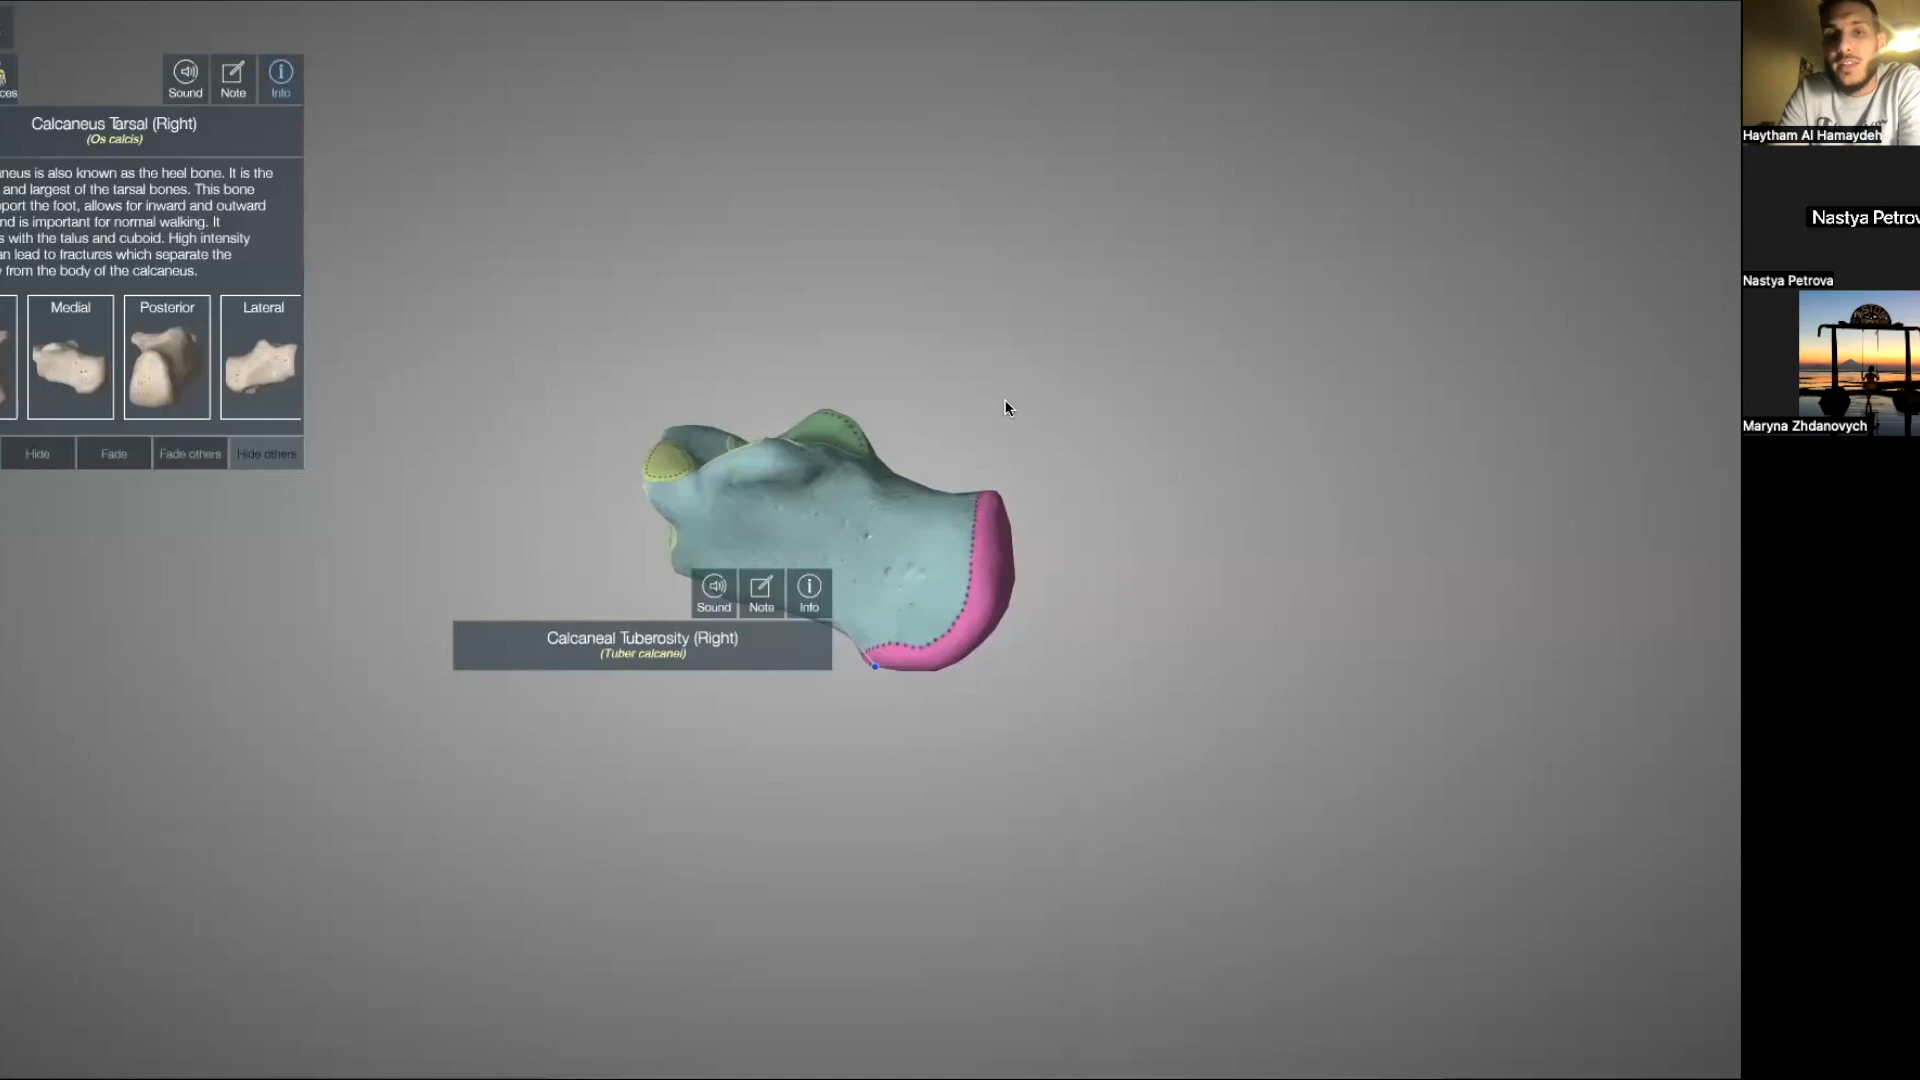 ces
Sound Note Info
Calcaneus Tarsal (Right)
(Os calcis)
neus is also known as the heel bone. It is the
and largest of the tarsal bones. This bone
port the foot, allows for inward and outward
nd is important for normal walking. It
s with the talus and cuboid. High intensity
an lead to fractures which separate the
y from the body of the calcaneus.
Medial Posterior Lateral
Hide Fade Fade others Hide others
Sound Note Info
Calcaneal Tuberosity (Right)
(Tuber calcanei)
Haytham Al Hamaydeh
Nastya Petrov
Nastya Petrova
Maryna Zhdanovych